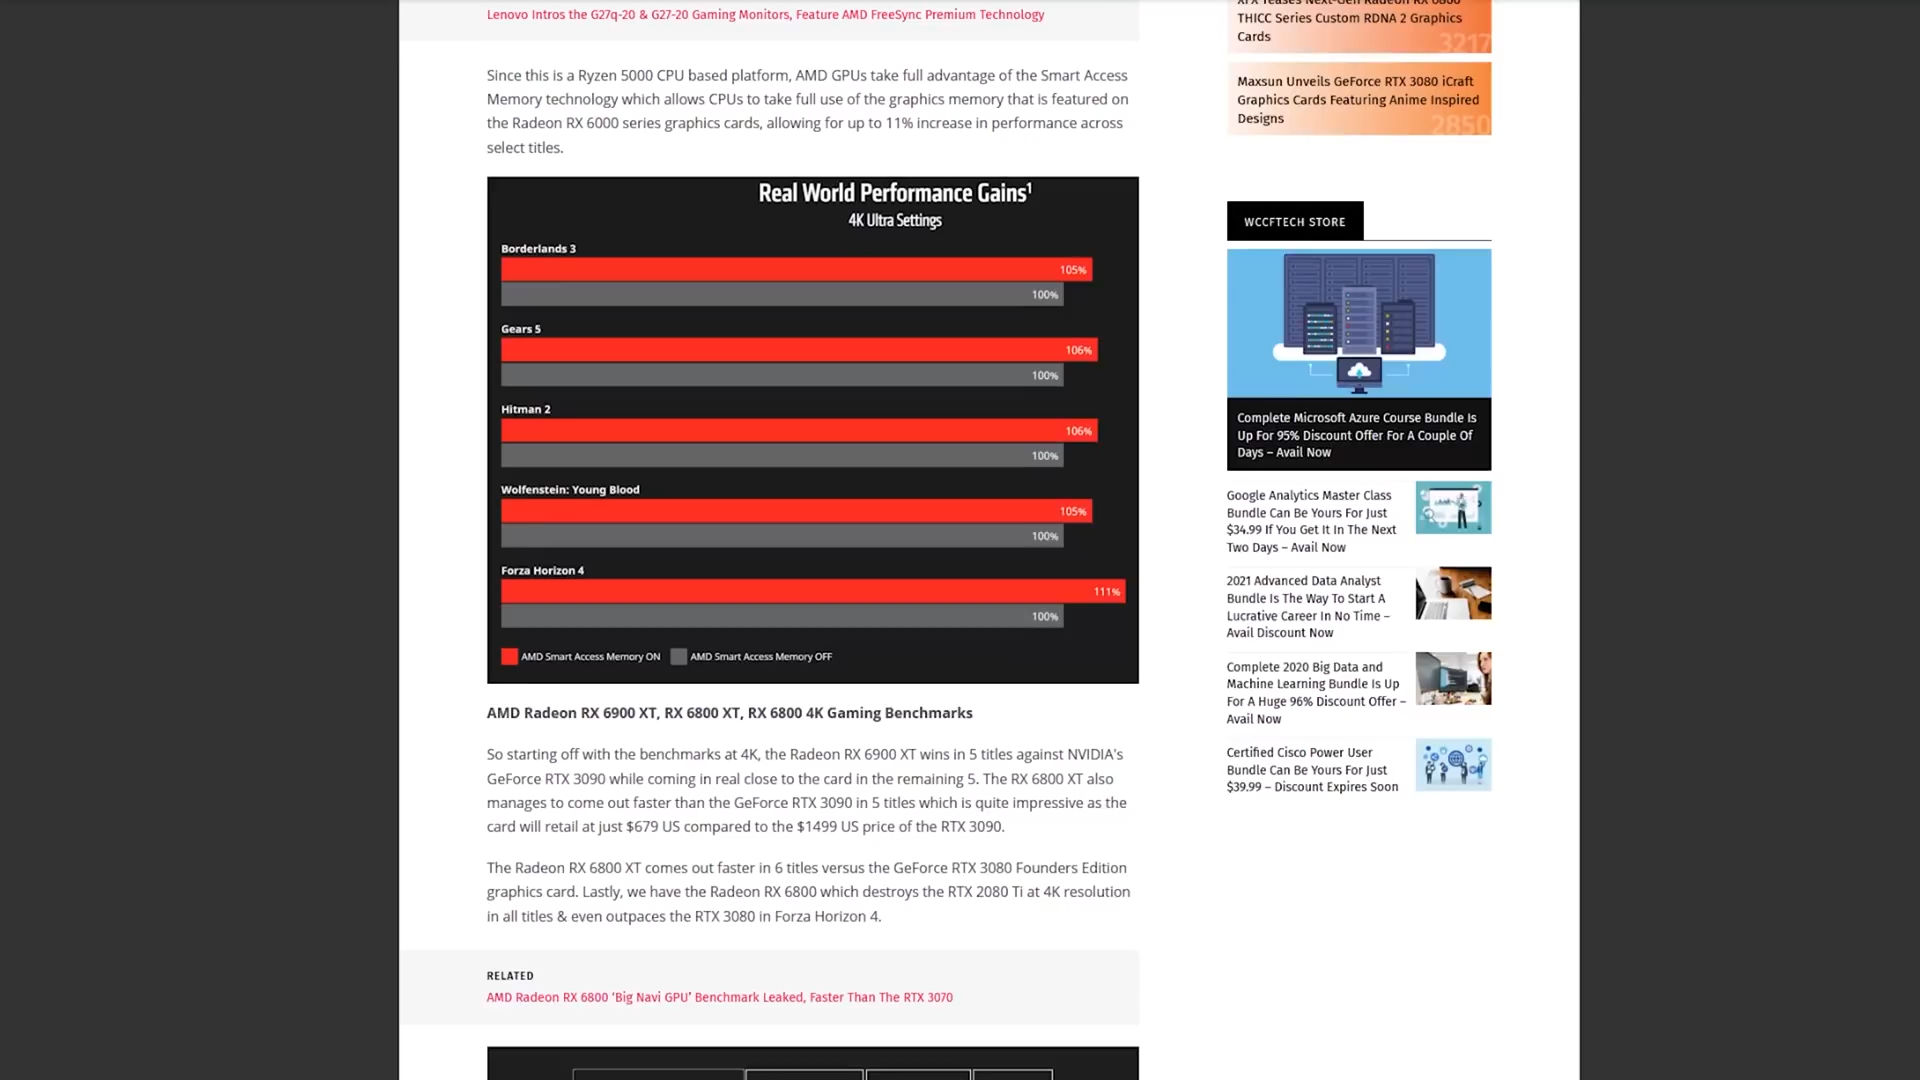 Lenovo Intros the G27q-20 & G27-20 Gaming Monitors, Feature AMD FreeSync Premium Technology
Since this is a Ryzen 5000 CPU based platform, AMD GPUs take full advantage of the Smart Access
Memory technology which allows CPUs to take full use of the graphics memory that is featured on
the Radeon RX 6000 series graphics cards, allowing for up to 11% increase in performance across
select titles.
Real World Performance Gains¹
4K Ultra Settings
Borderlands 3
105%
100%
Gears 5
106%
100%
Hitman 2
106%
100%
Wolfenstein: Young Blood
105%
100%
Forza Horizon 4
111%
100%
AMD Smart Access Memory ON
AMD Smart Access Memory OFF
AMD Radeon RX 6900 XT, RX 6800 XT, RX 6800 4K Gaming Benchmarks
So starting off with the benchmarks at 4K, the Radeon RX 6900 XT wins in 5 titles against NVIDIA's
GeForce RTX 3090 while coming in real close to the card in the remaining 5. The RX 6800 XT also
manages to come out faster than the GeForce RTX 3090 in 5 titles which is quite impressive as the
card will retail at just $679 US compared to the $1499 US price of the RTX 3090.
The Radeon RX 6800 XT comes out faster in 6 titles versus the GeForce RTX 3080 Founders Edition
graphics card. Lastly, we have the Radeon RX 6800 which destroys the RTX 2080 Ti at 4K resolution
in all titles & even outpaces the RTX 3080 in Forza Horizon 4.
RELATED
AMD Radeon RX 6800 ‘Big Navi GPU’ Benchmark Leaked, Faster Than The RTX 3070
XFX Teases Next-Gen Radeon RX 6800
THICC Series Custom RDNA 2 Graphics
Cards
3217
Maxsun Unveils GeForce RTX 3080 iCraft
Graphics Cards Featuring Anime Inspired
Designs
2850
WCCFTECH STORE
Complete Microsoft Azure Course Bundle Is
Up For 95% Discount Offer For A Couple Of
Days – Avail Now
Google Analytics Master Class
Bundle Can Be Yours For Just
$34.99 If You Get It In The Next
Two Days – Avail Now
2021 Advanced Data Analyst
Bundle Is The Way To Start A
Lucrative Career In No Time –
Avail Discount Now
Complete 2020 Big Data and
Machine Learning Bundle Is Up
For A Huge 96% Discount Offer –
Avail Now
Certified Cisco Power User
Bundle Can Be Yours For Just
$39.99 – Discount Expires Soon